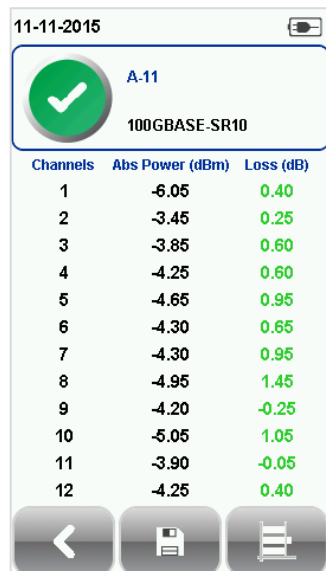 11-11-2015
A-11
100GBASE-SR10
Channels Abs Power (dBm) Loss (dB)
1 -6.05 0.40
2 -3.45 0.25
3 -3.85 0.60
4 -4.25 0.60
5 -4.65 0.95
6 -4.30 0.65
7 -4.30 0.95
8 -4.95 1.45
9 -4.20 -0.25
10 -5.05 1.05
11 -3.90 -0.05
12 -4.25 0.40